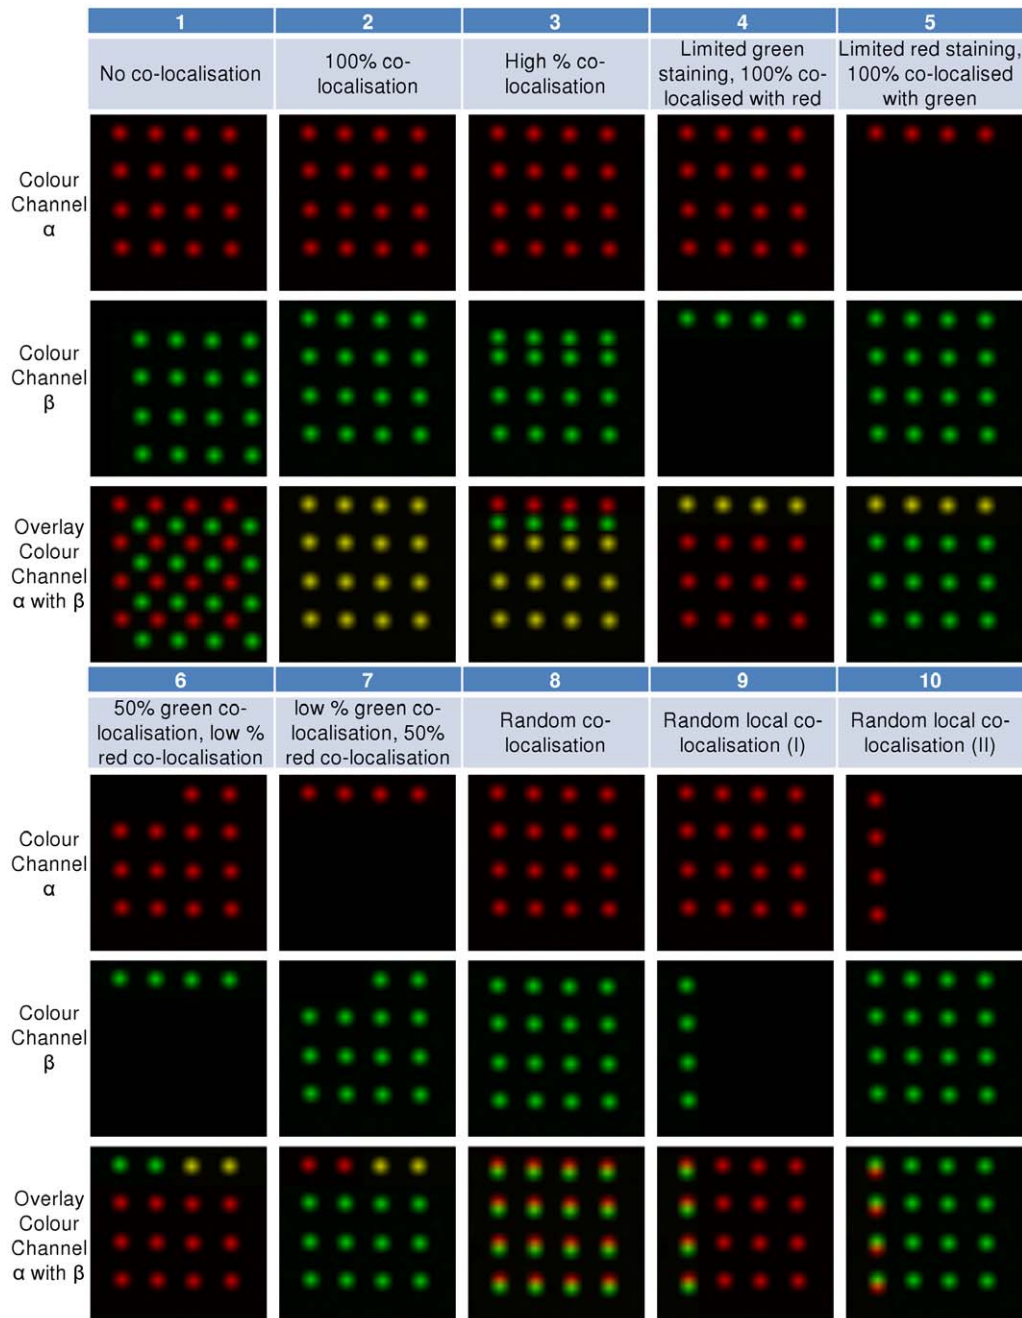 1 2 3 4 5
No co-localisation
100% co-
localisation
High % co-
localisation
Limited green
staining, 100% co-
localised with red
Limited red staining,
100% co-localised
with green
Colour
Channel
α
Colour
Channel
β
Overlay
Colour
Channel
α with β
6 7 8 9 10
50% green co-
localisation, low %
red co-localisation
low % green co-
localisation, 50%
red co-localisation
Random co-
localisation
Random local co-
localisation (I)
Random local co-
localisation (II)
Colour
Channel
α
Colour
Channel
β
Overlay
Colour
Channel
α with β